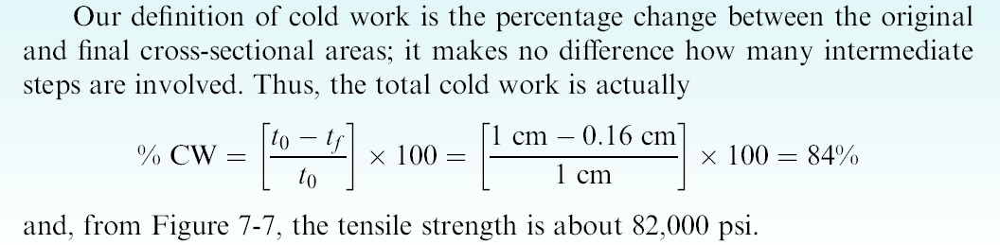 Our definition of cold work is the percentage change between the original
and final cross-sectional areas; it makes no difference how many intermediate
steps are involved. Thus, the total cold work is actually
% CW = [(t₀ − t_f) / t₀] × 100 = [(1 cm − 0.16 cm) / 1 cm] × 100 = 84%
and, from Figure 7-7, the tensile strength is about 82,000 psi.